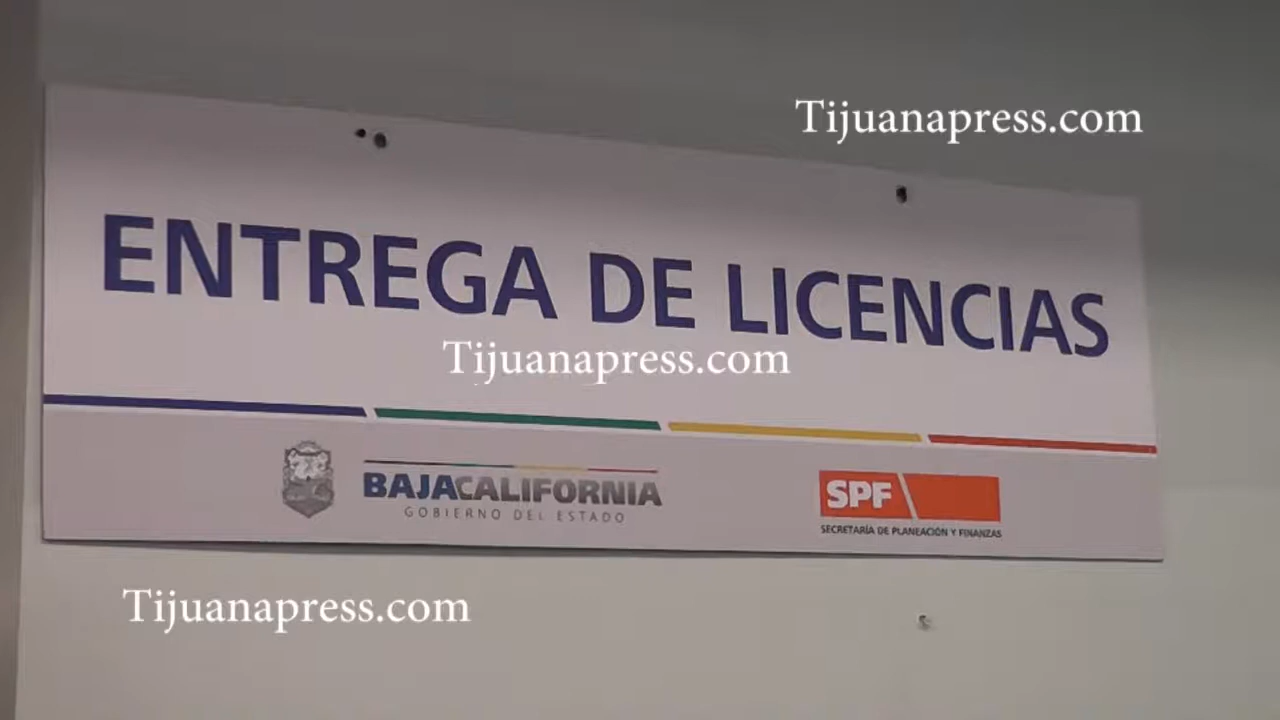 Tijuanapress.com
ENTREGA DE LICENCIAS
Tijuanapress.com
BAJACALIFORNIA
GOBIERNO DEL ESTADO
SPF
SECRETARÍA DE PLANEACIÓN Y FINANZAS
Tijuanapress.com